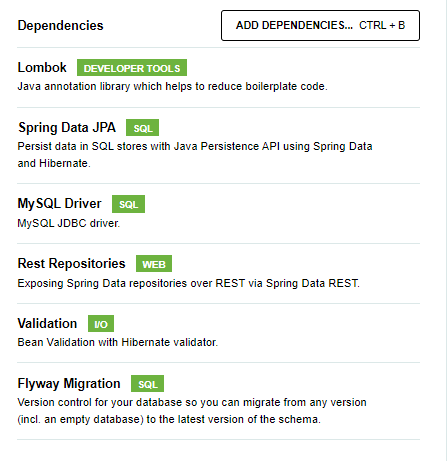 Dependencies ADD DEPENDENCIES... CTRL + B
Lombok DEVELOPER TOOLS
Java annotation library which helps to reduce boilerplate code.
Spring Data JPA SQL
Persist data in SQL stores with Java Persistence API using Spring Data
and Hibernate.
MySQL Driver SQL
MySQL JDBC driver.
Rest Repositories WEB
Exposing Spring Data repositories over REST via Spring Data REST.
Validation I/O
Bean Validation with Hibernate validator.
Flyway Migration SQL
Version control for your database so you can migrate from any version
(incl. an empty database) to the latest version of the schema.